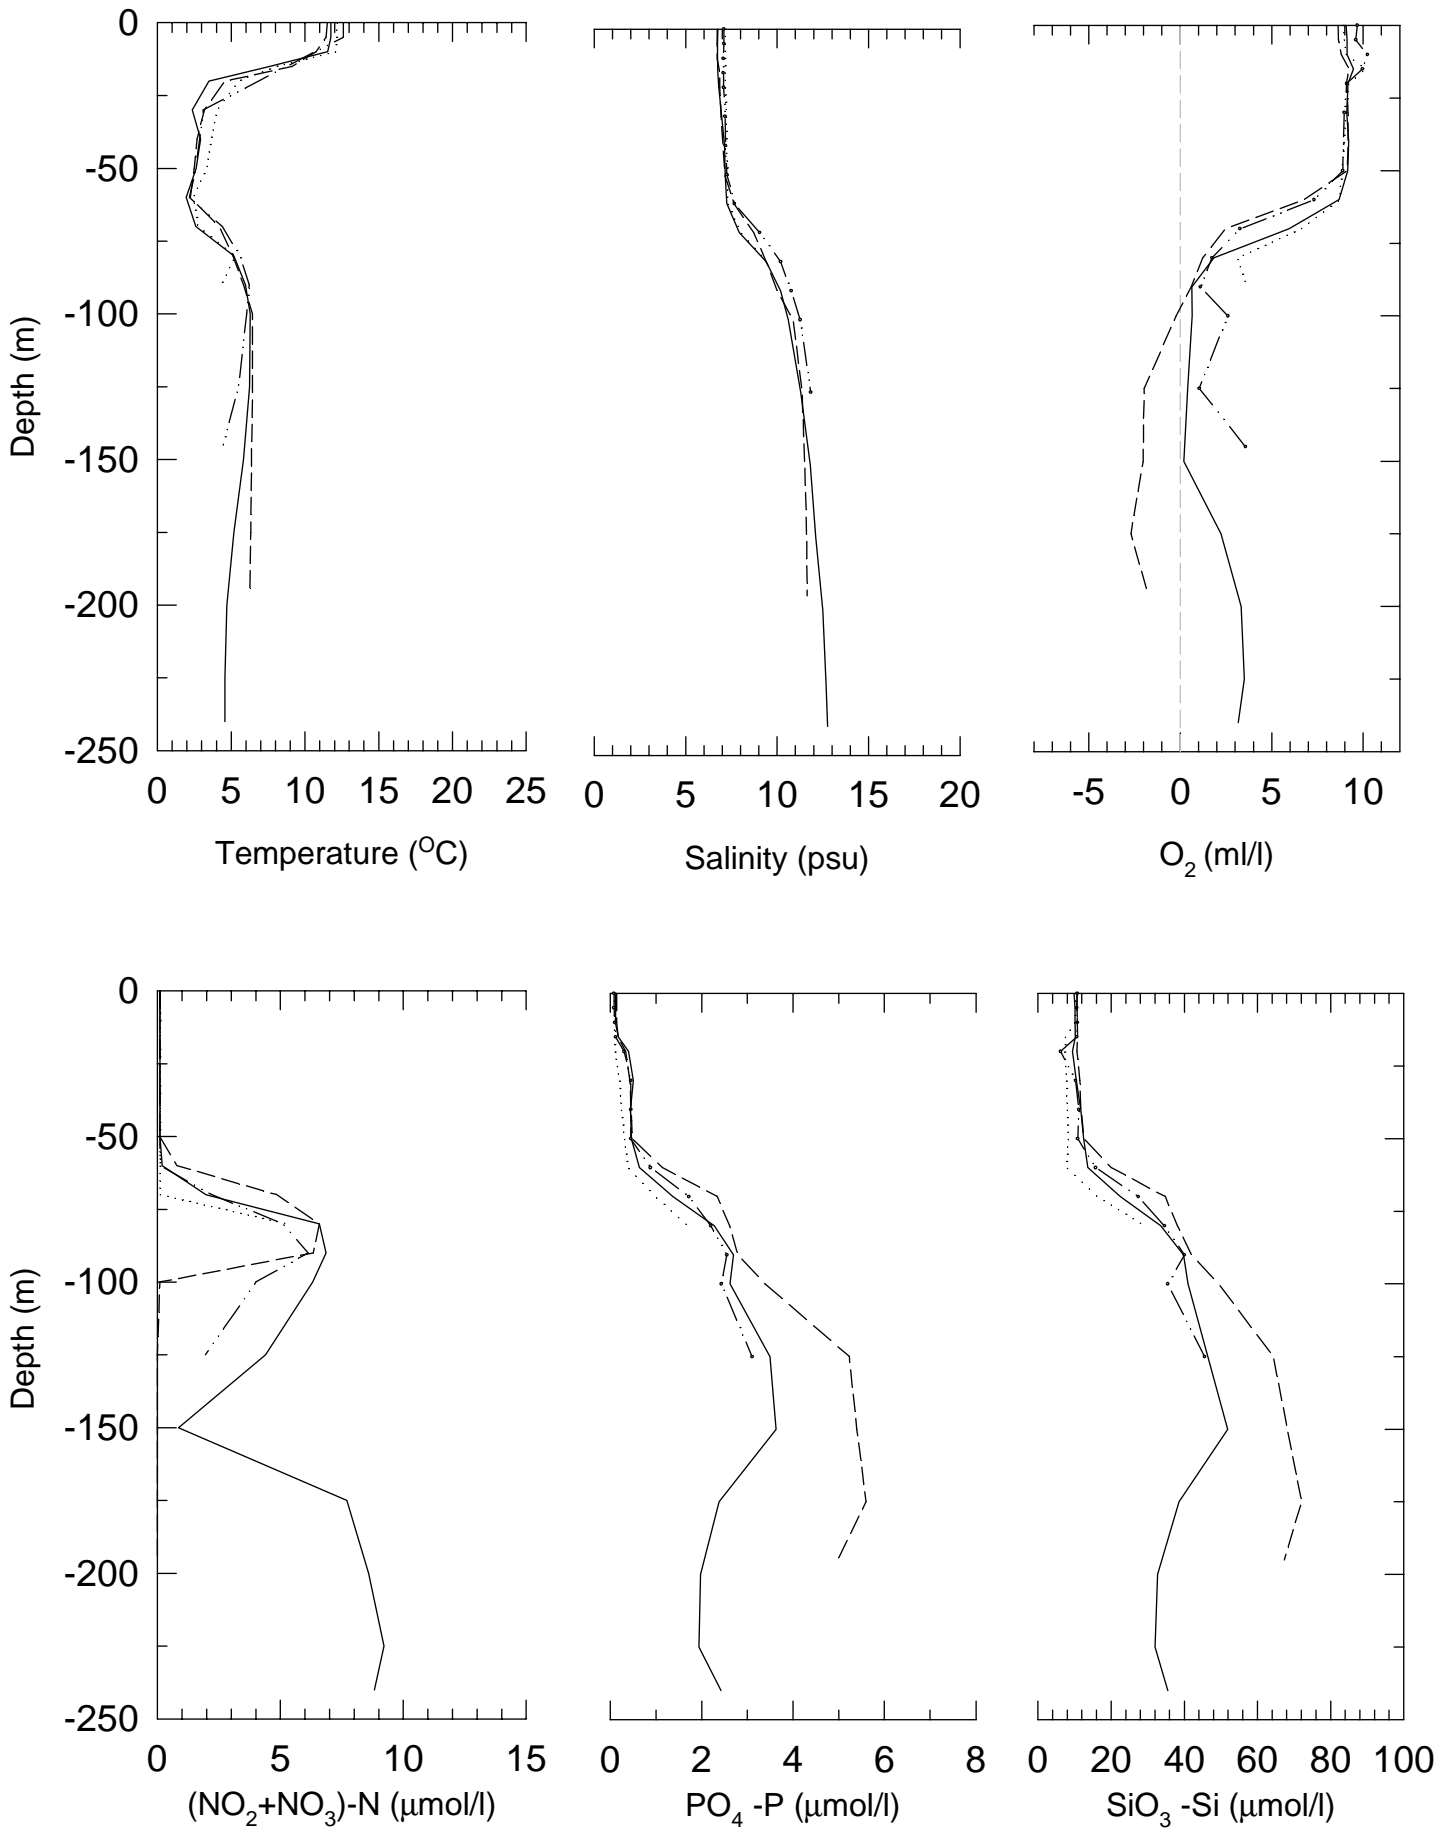 0
-50
-100
-150
-200
-250
Depth (m)
0 5 10 15 20 25
Temperature (°C)
0 5 10 15 20
Salinity (psu)
-5 0 5 10
O₂ (ml/l)
0
-50
-100
-150
-200
-250
Depth (m)
0 5 10 15
(NO₂+NO₃)-N (μmol/l)
0 2 4 6 8
PO₄ -P (μmol/l)
0 20 40 60 80 100
SiO₃ -Si (μmol/l)